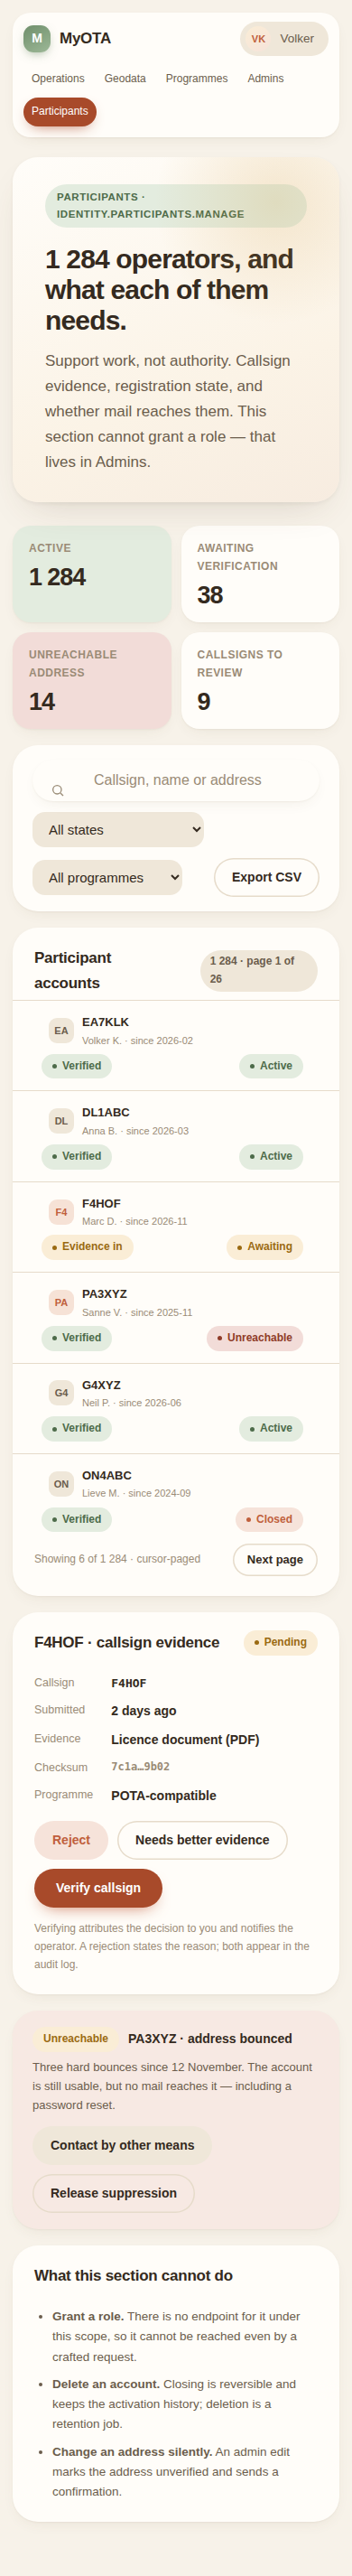 M MyOTA VK Volker
Operations Geodata Programmes Admins
Participants
PARTICIPANTS ·
IDENTITY.PARTICIPANTS.MANAGE
1 284 operators, and
what each of them
needs.
Support work, not authority. Callsign
evidence, registration state, and
whether mail reaches them. This
section cannot grant a role — that
lives in Admins.
ACTIVE
1 284
AWAITING
VERIFICATION
38
UNREACHABLE
ADDRESS
14
CALLSIGNS TO
REVIEW
9
Callsign, name or address
All states
All programmes
Export CSV
Participant
accounts
1 284 · page 1 of
26
EA EA7KLK
Volker K. · since 2026-02
Verified Active
DL DL1ABC
Anna B. · since 2026-03
Verified Active
F4 F4HOF
Marc D. · since 2026-11
Evidence in Awaiting
PA PA3XYZ
Sanne V. · since 2025-11
Verified Unreachable
G4 G4XYZ
Neil P. · since 2026-06
Verified Active
ON ON4ABC
Lieve M. · since 2024-09
Verified Closed
Showing 6 of 1 284 · cursor-paged Next page
F4HOF · callsign evidence Pending
Callsign F4HOF
Submitted 2 days ago
Evidence Licence document (PDF)
Checksum 7c1a…9b02
Programme POTA-compatible
Reject Needs better evidence
Verify callsign
Verifying attributes the decision to you and notifies the
operator. A rejection states the reason; both appear in the
audit log.
Unreachable PA3XYZ · address bounced
Three hard bounces since 12 November. The account
is still usable, but no mail reaches it — including a
password reset.
Contact by other means
Release suppression
What this section cannot do
• Grant a role. There is no endpoint for it under
this scope, so it cannot be reached even by a
crafted request.
• Delete an account. Closing is reversible and
keeps the activation history; deletion is a
retention job.
• Change an address silently. An admin edit
marks the address unverified and sends a
confirmation.